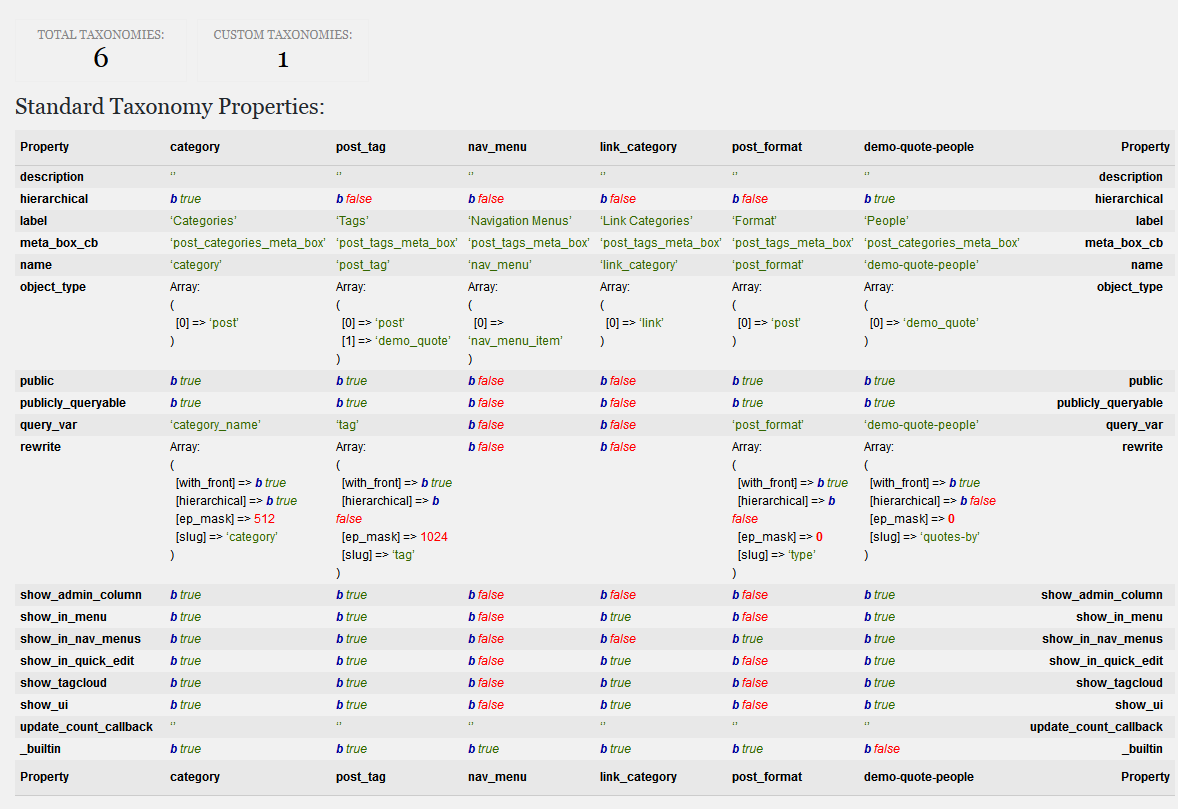 TOTAL TAXONOMIES: CUSTOM TAXONOMIES:
6 1
Standard Taxonomy Properties:
Property category post_tag nav_menu link_category post_format demo-quote-people Property
description ‘’ ‘’ ‘’ ‘’ ‘’ ‘’ description
hierarchical b true b false b false b false b false b true hierarchical
label ‘Categories’ ‘Tags’ ‘Navigation Menus’ ‘Link Categories’ ‘Format’ ‘People’ label
meta_box_cb ‘post_categories_meta_box’ ‘post_tags_meta_box’ ‘post_tags_meta_box’ ‘post_tags_meta_box’ ‘post_tags_meta_box’ ‘post_categories_meta_box’ meta_box_cb
name ‘category’ ‘post_tag’ ‘nav_menu’ ‘link_category’ ‘post_format’ ‘demo-quote-people’ name
object_type Array: Array: Array: Array: Array: Array: object_type
( ( ( ( ( (
[0] => ‘post’ [0] => ‘post’ [0] => [0] => ‘link’ [0] => ‘post’ [0] => ‘demo_quote’
) [1] => ‘demo_quote’ ‘nav_menu_item’ ) ) )
) )
public b true b true b false b false b true b true public
publicly_queryable b true b true b false b false b true b true publicly_queryable
query_var ‘category_name’ ‘tag’ b false b false ‘post_format’ ‘demo-quote-people’ query_var
rewrite Array: Array: b false b false Array: Array: rewrite
( ( ( (
[with_front] => b true [with_front] => b true [with_front] => b true [with_front] => b true
[hierarchical] => b true [hierarchical] => b [hierarchical] => b [hierarchical] => b false
[ep_mask] => 512 false false [ep_mask] => 0
[slug] => ‘category’ [ep_mask] => 1024 [ep_mask] => 0 [slug] => ‘quotes-by’
) [slug] => ‘tag’ [slug] => ‘type’ )
) )
show_admin_column b true b true b false b false b false b true show_admin_column
show_in_menu b true b true b false b true b false b true show_in_menu
show_in_nav_menus b true b true b false b false b true b true show_in_nav_menus
show_in_quick_edit b true b true b false b true b false b true show_in_quick_edit
show_tagcloud b true b true b false b true b false b true show_tagcloud
show_ui b true b true b false b true b false b true show_ui
update_count_callback ‘’ ‘’ ‘’ ‘’ ‘’ ‘’ update_count_callback
_builtin b true b true b true b true b true b false _builtin
Property category post_tag nav_menu link_category post_format demo-quote-people Property